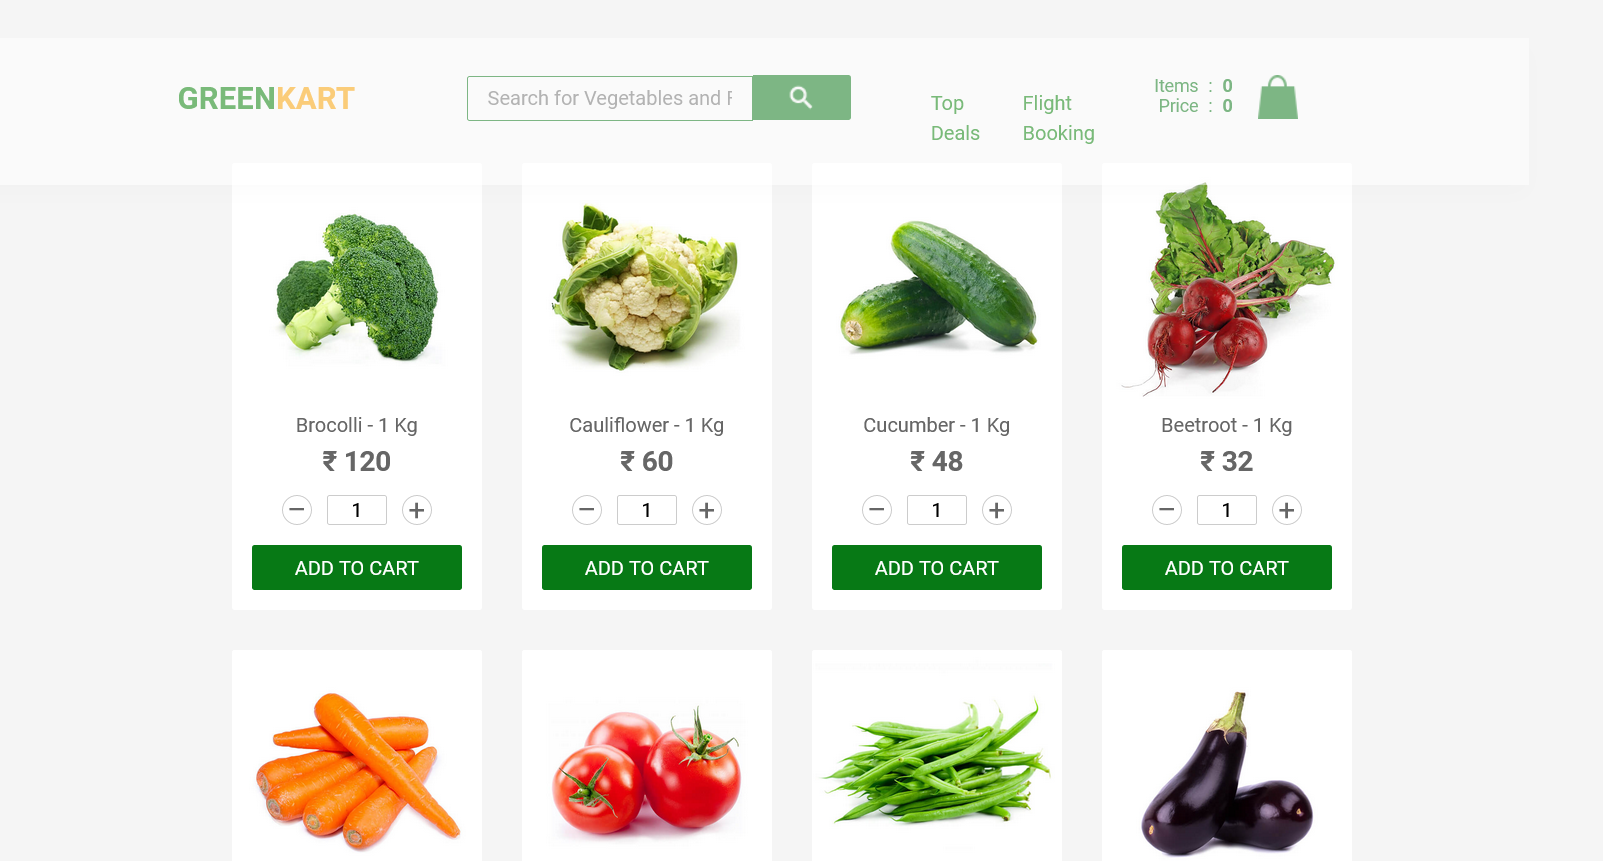 GREENKART
Search for Vegetables and F
Top Deals
Flight Booking
Items : 0
Price : 0
Brocolli - 1 Kg
₹ 120
− 1 +
ADD TO CART
Cauliflower - 1 Kg
₹ 60
− 1 +
ADD TO CART
Cucumber - 1 Kg
₹ 48
− 1 +
ADD TO CART
Beetroot - 1 Kg
₹ 32
− 1 +
ADD TO CART